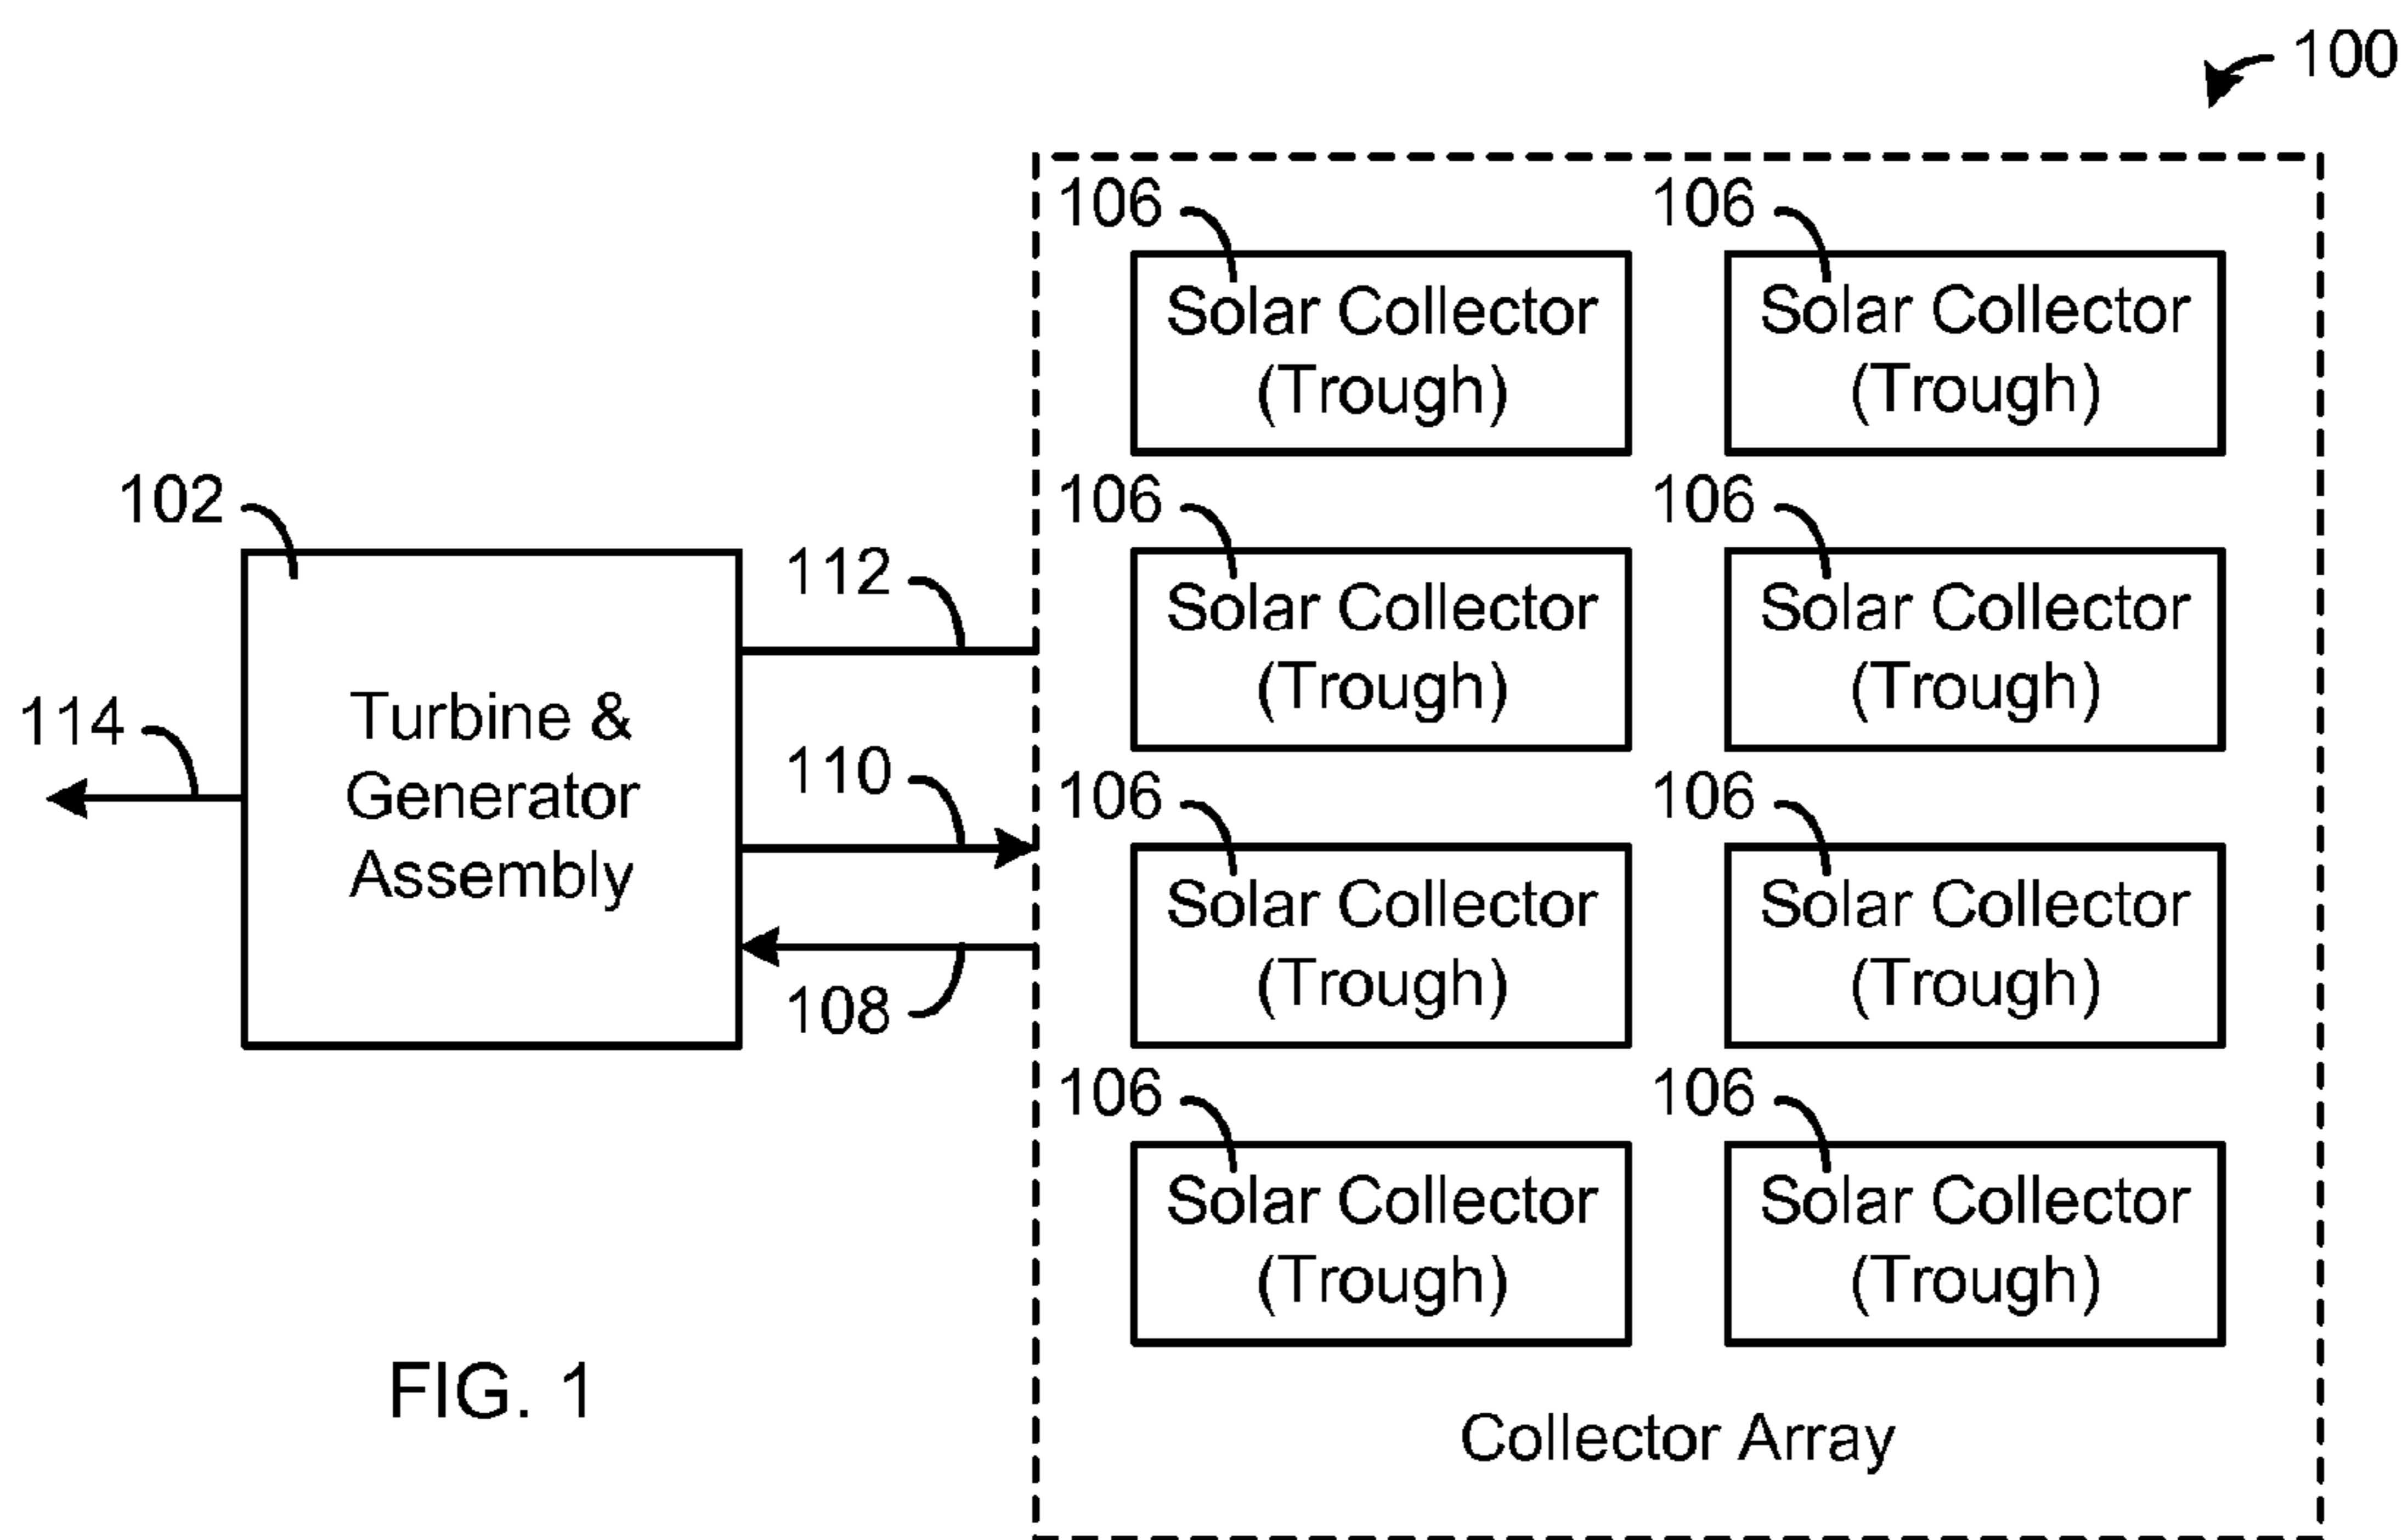 100
106
106
Solar Collector
(Trough)
Solar Collector
(Trough)
102
112
106
106
Solar Collector
(Trough)
Solar Collector
(Trough)
Turbine &
Generator
Assembly
114
110
108
106
106
Solar Collector
(Trough)
Solar Collector
(Trough)
106
106
Solar Collector
(Trough)
Solar Collector
(Trough)
FIG. 1
Collector Array